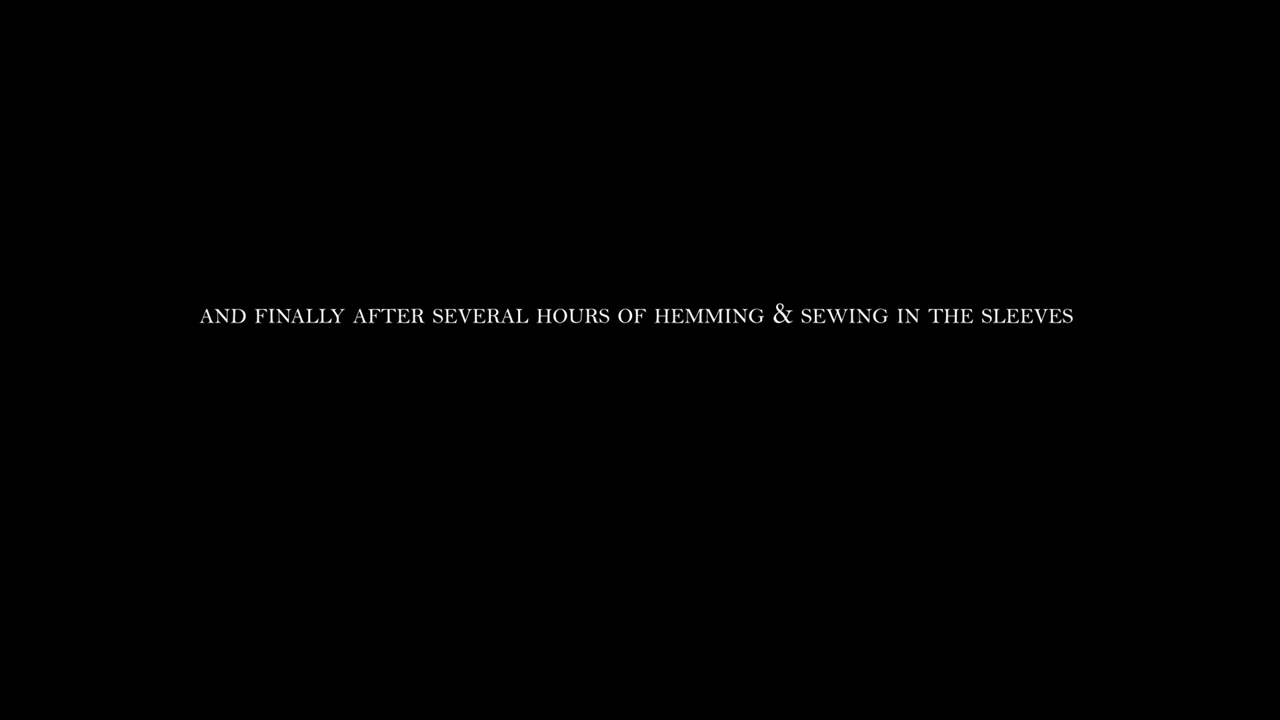 AND FINALLY AFTER SEVERAL HOURS OF HEMMING & SEWING IN THE SLEEVES